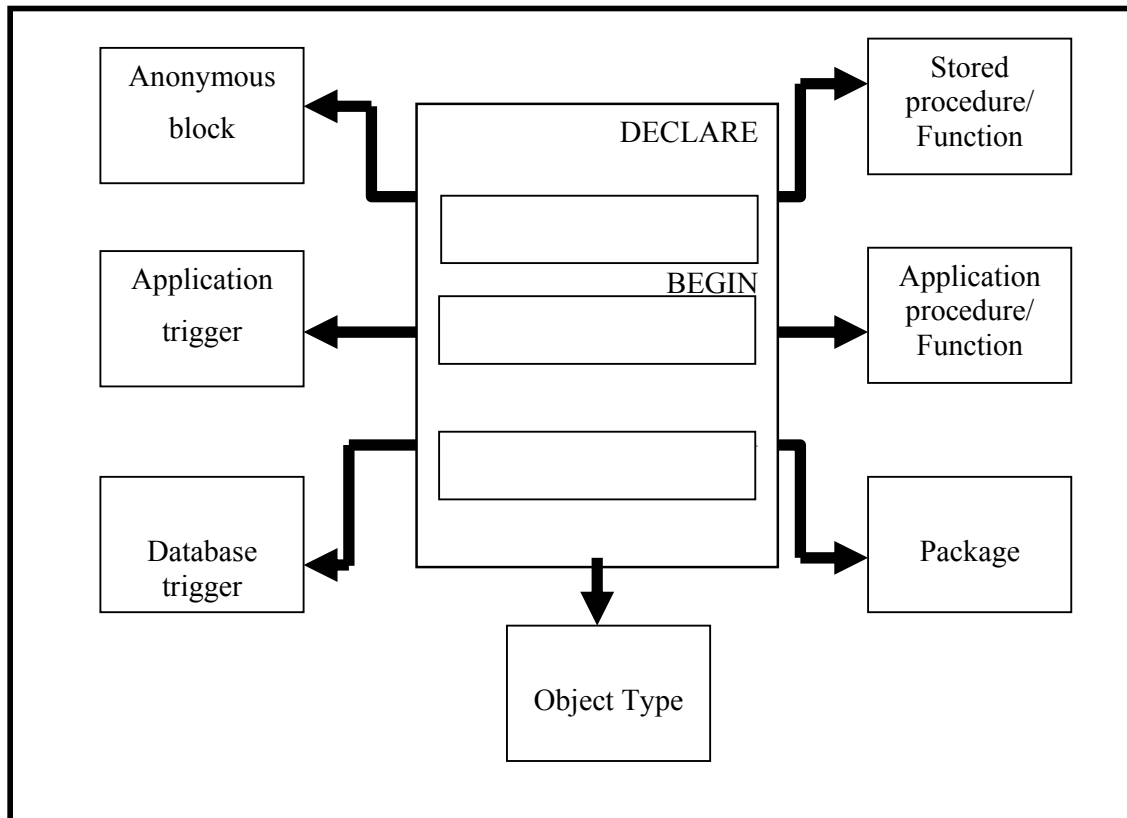 Anonymous
block
Stored
procedure/
Function
DECLARE
Application
trigger
BEGIN
Application
procedure/
Function
Database
trigger
Package
Object Type